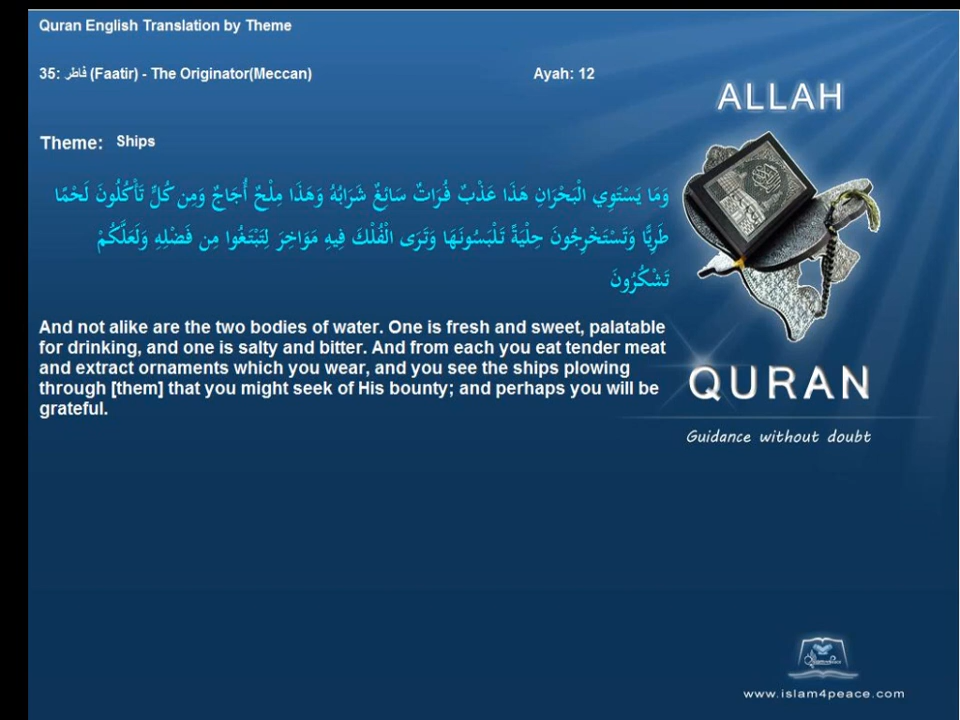 Quran English Translation by Theme
35: فاطر (Faatir) - The Originator(Meccan) Ayah: 12
ALLAH
Theme: Ships
وَمَا يَسْتَوِي الْبَحْرَانِ هَذَا عَذْبٌ فُرَاتٌ سَائِغٌ شَرَابُهُ وَهَذَا مِلْحٌ أُجَاجٌ وَمِن كُلٍّ تَأْكُلُونَ لَحْمًا
طَرِيًّا وَتَسْتَخْرِجُونَ حِلْيَةً تَلْبَسُونَهَا وَتَرَى الْفُلْكَ فِيهِ مَوَاخِرَ لِتَبْتَغُوا مِن فَضْلِهِ وَلَعَلَّكُمْ
تَشْكُرُونَ
And not alike are the two bodies of water. One is fresh and sweet, palatable
for drinking, and one is salty and bitter. And from each you eat tender meat
and extract ornaments which you wear, and you see the ships plowing
through [them] that you might seek of His bounty; and perhaps you will be
grateful.
QURAN
Guidance without doubt
www.islam4peace.com